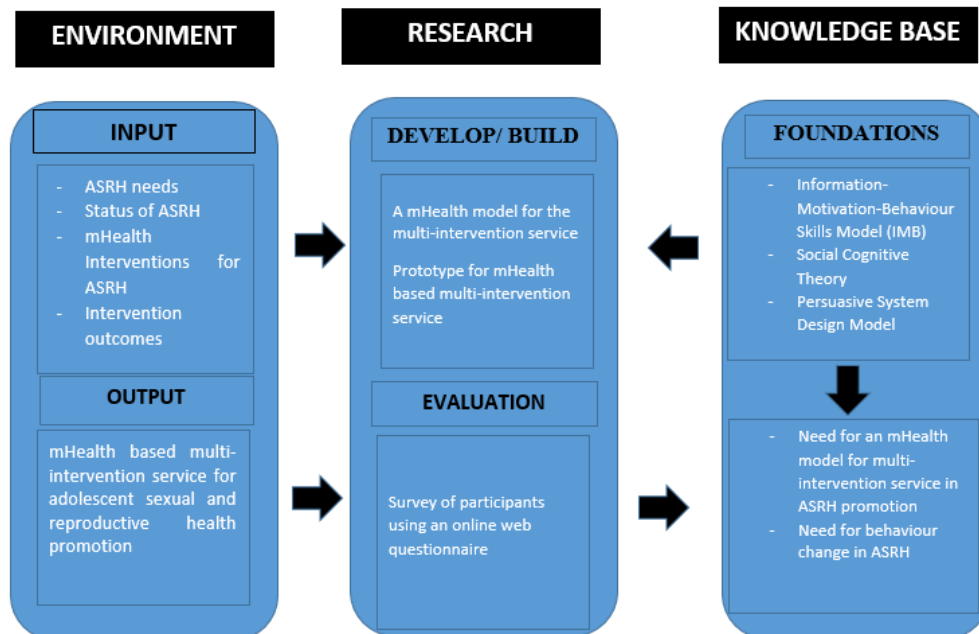 ENVIRONMENT
INPUT
- ASRH needs
- Status of ASRH
- mHealth
Interventions for
ASRH
- Intervention
outcomes
OUTPUT
mHealth based multi-
intervention service for
adolescent sexual and
reproductive health
promotion
RESEARCH
DEVELOP/ BUILD
A mHealth model for the
multi-intervention service
Prototype for mHealth
based multi-intervention
service
EVALUATION
Survey of participants
using an online web
questionnaire
KNOWLEDGE BASE
FOUNDATIONS
- Information-
Motivation-Behaviour
Skills Model (IMB)
- Social Cognitive
Theory
- Persuasive System
Design Model
- Need for an mHealth
model for multi-
intervention service in
ASRH promotion
- Need for behaviour
change in ASRH